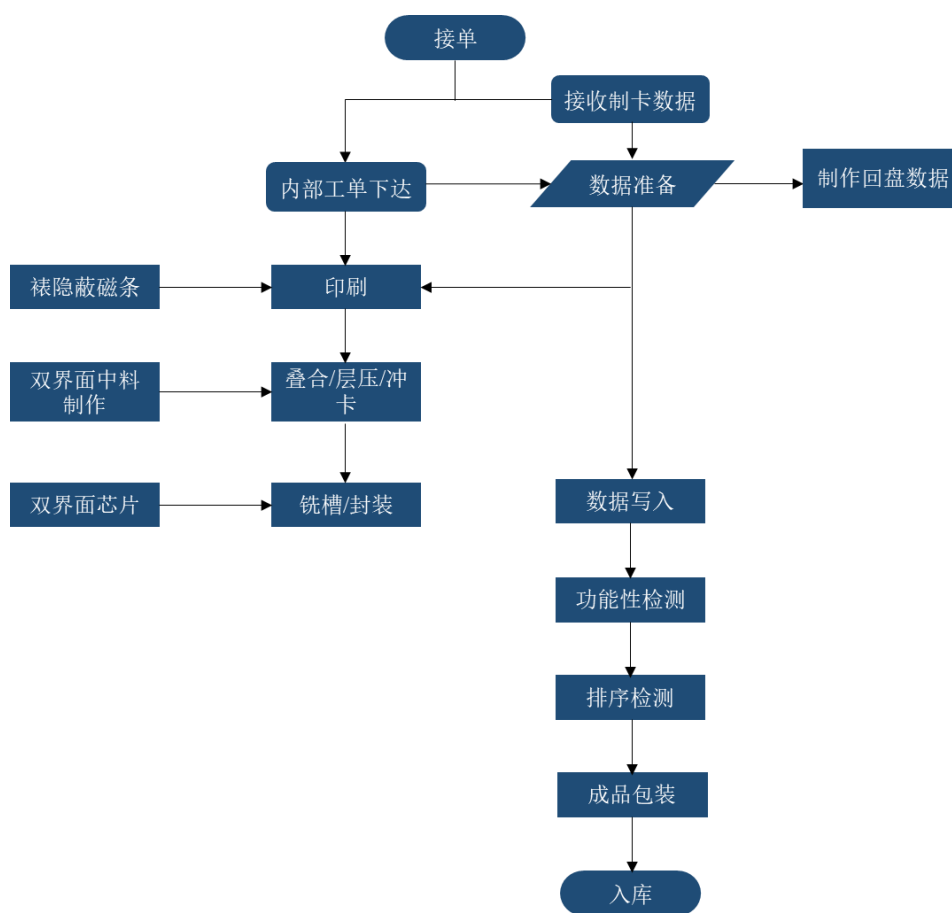 接单
接收制卡数据
内部工单下达
数据准备
制作回盘数据
裱隐蔽磁条
印刷
双界面中料
制作
叠合/层压/冲
卡
双界面芯片
铣槽/封装
数据写入
功能性检测
排序检测
成品包装
入库